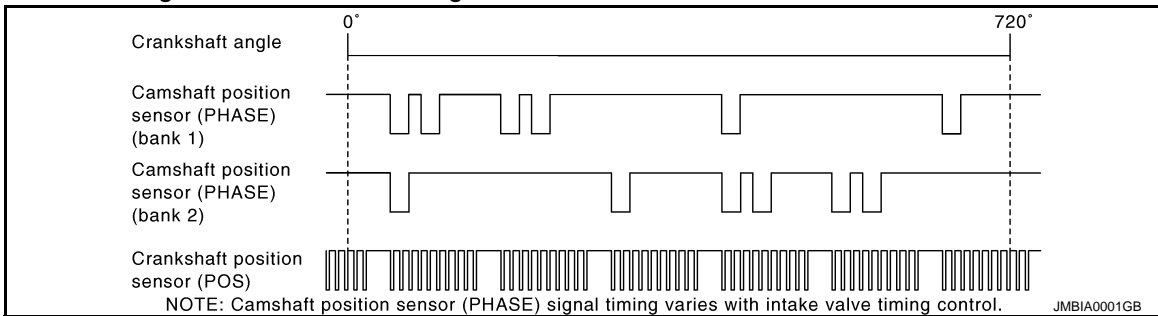 0˚ 720˚
Crankshaft angle
Camshaft position
sensor (PHASE)
(bank 1)
Camshaft position
sensor (PHASE)
(bank 2)
Crankshaft position
sensor (POS)
NOTE: Camshaft position sensor (PHASE) signal timing varies with intake valve timing control. JMBIA0001GB